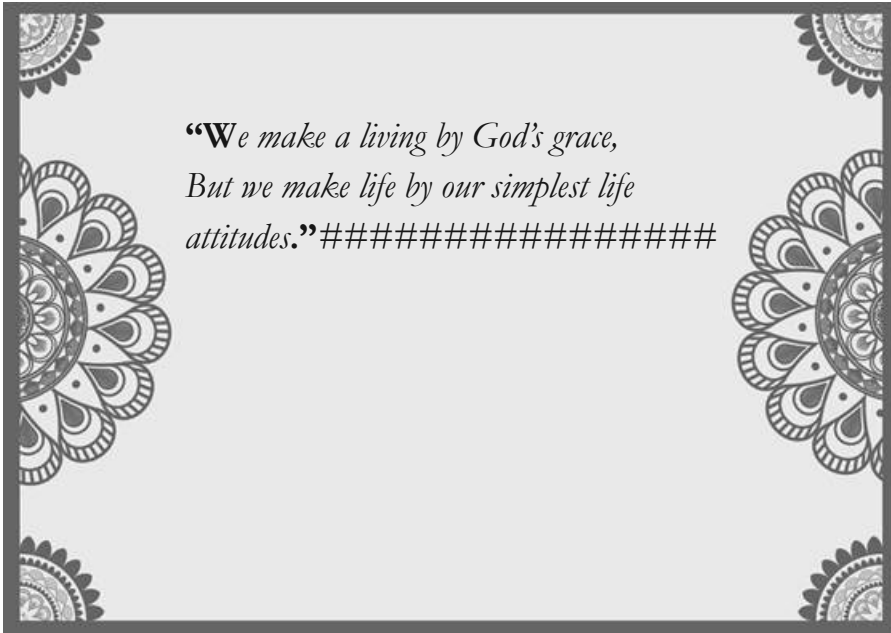 “We make a living by God’s grace,
But we make life by our simplest life
attitudes.”################